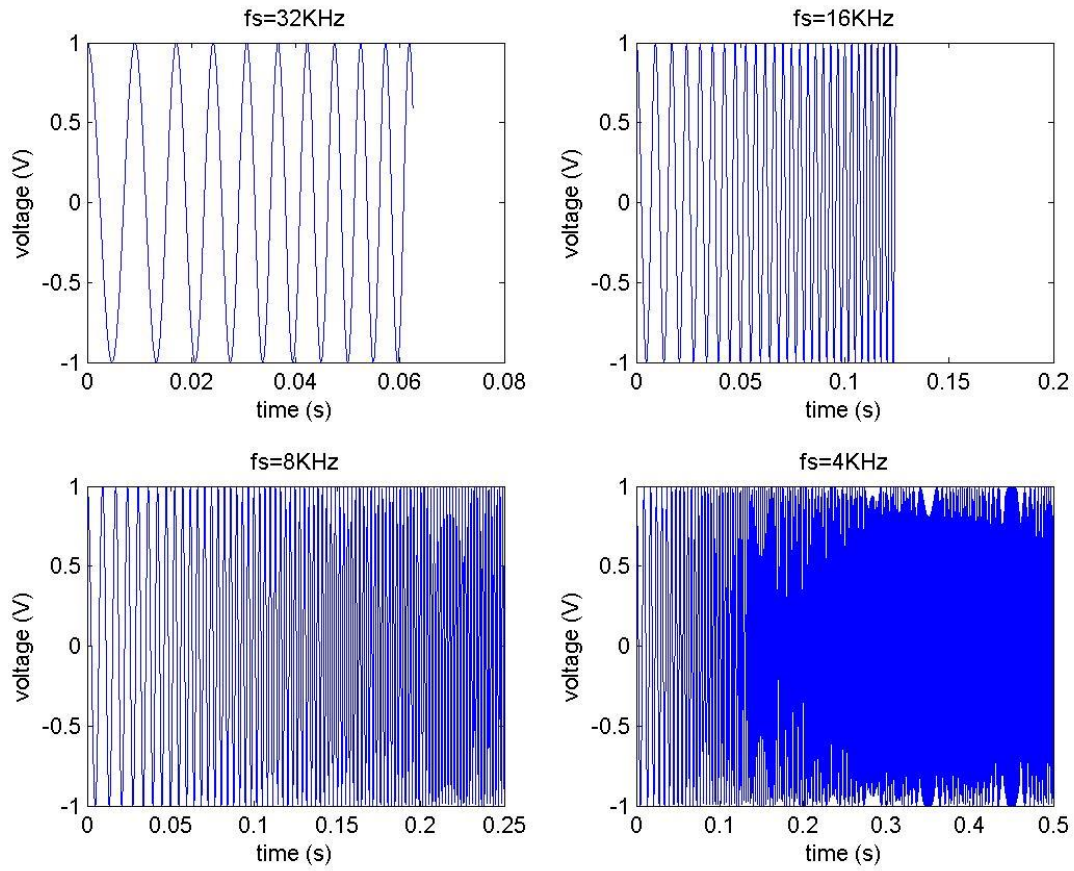 fs=32KHz
1
0.5
0
-0.5
-1
voltage (V)
0 0.02 0.04 0.06 0.08
time (s)
fs=16KHz
1
0.5
0
-0.5
-1
voltage (V)
0 0.05 0.1 0.15 0.2
time (s)
fs=8KHz
1
0.5
0
-0.5
-1
voltage (V)
0 0.05 0.1 0.15 0.2 0.25
time (s)
fs=4KHz
1
0.5
0
-0.5
-1
voltage (V)
0 0.1 0.2 0.3 0.4 0.5
time (s)